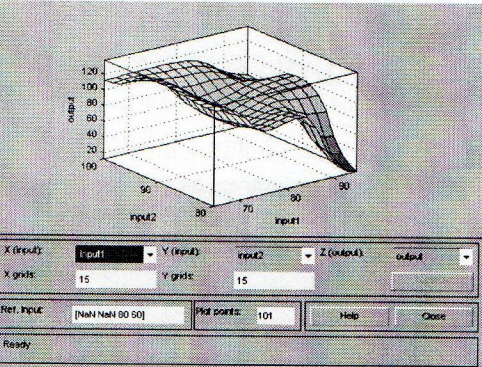 120
100
80
60
40
20
output
100
90
80
input2
70
80
90
input1
X (input):
input1
Y (input):
input2
Z (output):
output
X grids:
15
Y grids:
15
Ref. Input:
[NaN NaN 80 60]
Plot points:
101
Help
Close
Ready